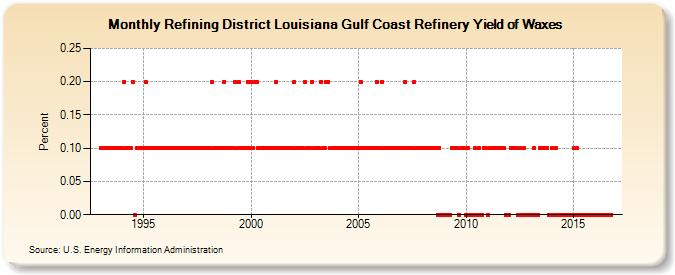 Monthly Refining District Louisiana Gulf Coast Refinery Yield of Waxes
Percent
0.25
0.20
0.15
0.10
0.05
0.00
1995 2000 2005 2010 2015
Source: U.S. Energy Information Administration